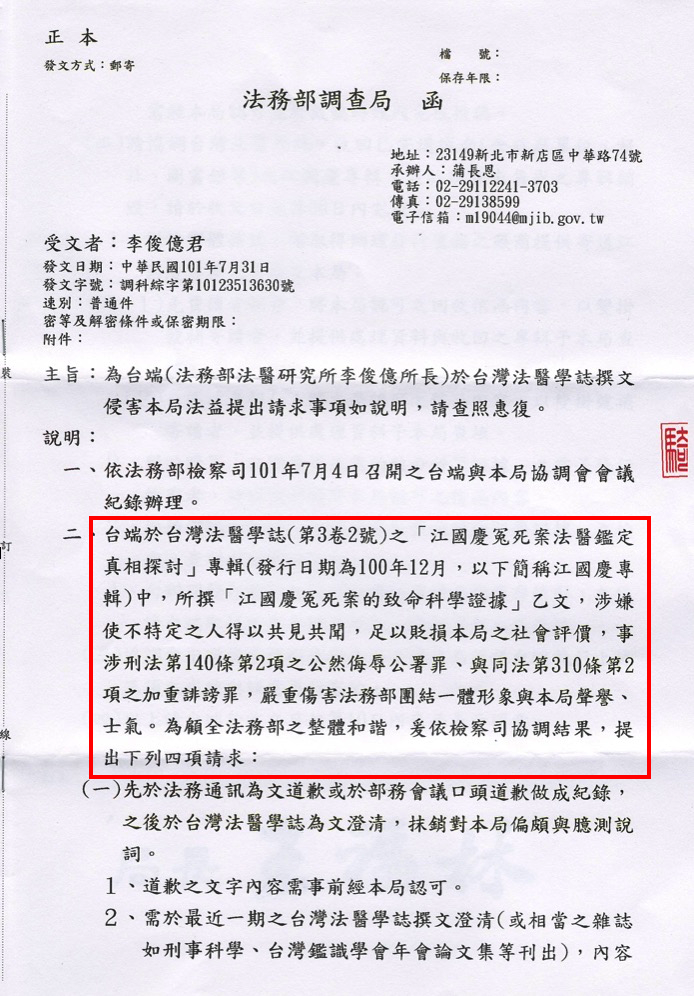 正 本
發文方式：郵寄
檔 號：
保存年限：
法務部調查局 函
地址：23149新北市新店區中華路74號
承辦人：蒲長恩
電話：02-29112241-3703
傳真：02-29138599
電子信箱：m19044@mjib.gov.tw
受文者：李俊億君
發文日期：中華民國101年7月31日
發文字號：調科綜字第10123513630號
速別：普通件
密等及解密條件或保密期限：
附件：
主旨：為台端(法務部法醫研究所李俊億所長)於台灣法醫學誌撰文
侵害本局法益提出請求事項如說明，請查照惠復。
說明：
一、依法務部檢察司101年7月4日召開之台端與本局協調會會議
紀錄辦理。
二、台端於台灣法醫學誌(第3卷2號)之「江國慶冤死案法醫鑑定
真相探討」專輯(發行日期為100年12月，以下簡稱江國慶專
輯)中，所撰「江國慶冤死案的致命科學證據」乙文，涉嫌
使不特定之人得以共見共聞，足以貶損本局之社會評價，事
涉刑法第140條第2項之公然侮辱公署罪、與同法第310條第2
項之加重誹謗罪，嚴重傷害法務部團結一體形象與本局聲譽、
士氣。為顧全法務部之整體和諧，爰依檢察司協調結果，提
出下列四項請求：
(一)先於法務通訊為文道歉或於部務會議口頭道歉做成紀錄，
之後於台灣法醫學誌為文澄清，抹銷對本局偏頗與臆測說
詞。
1、道歉之文字內容需事前經本局認可。
2、需於最近一期之台灣法醫學誌撰文澄清(或相當之雜誌
如刑事科學、台灣鑑識學會年會論文集等刊出)，內容
裝
訂
線
騎